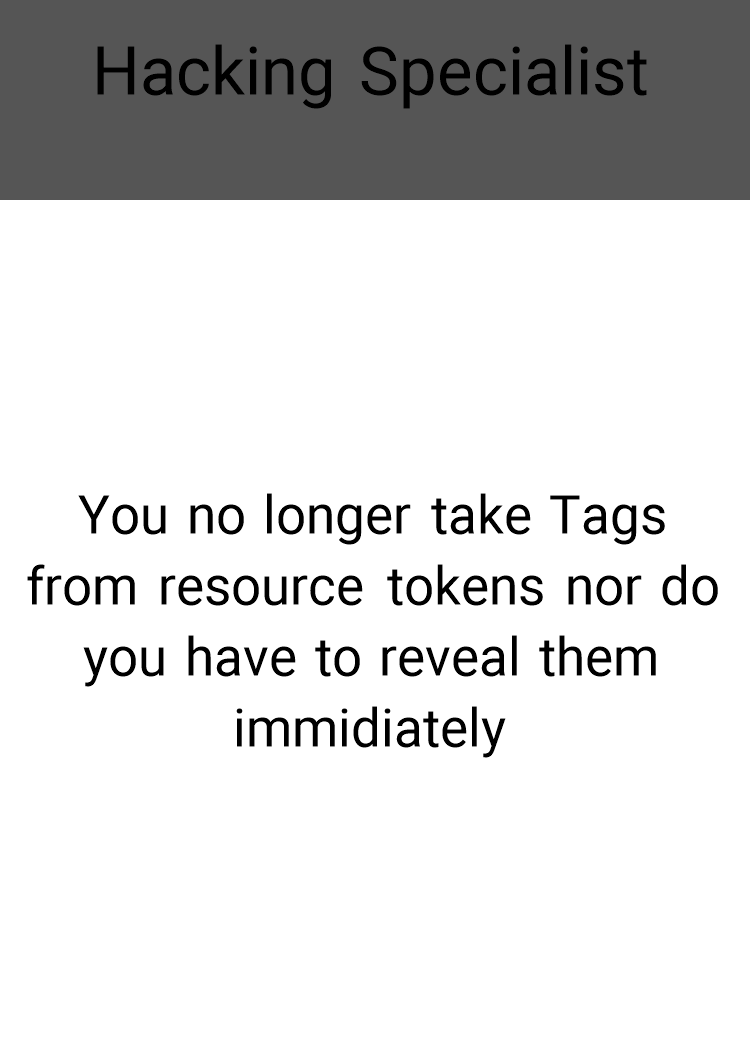 Hacking Specialist
You no longer take Tags
from resource tokens nor do
you have to reveal them
immidiately